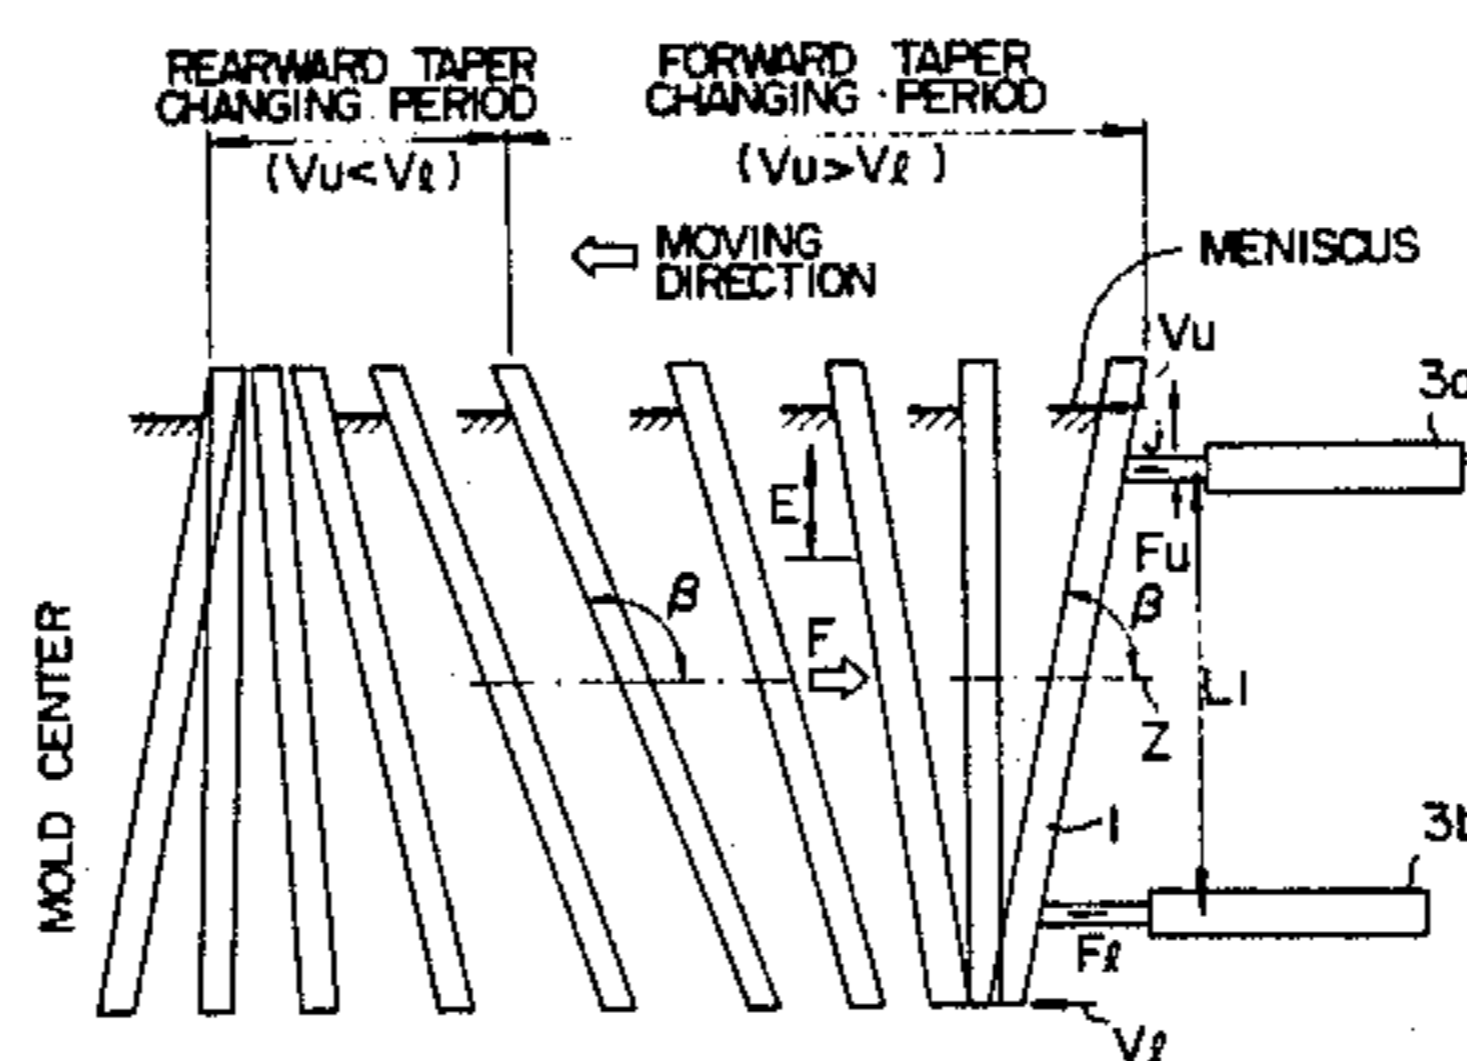 REARWARD TAPER
CHANGING PERIOD
(Vu<Vℓ)
FORWARD TAPER
CHANGING PERIOD
(Vu>Vℓ)
MOVING
DIRECTION
MENISCUS
Vu
j
E
Fu
β
β
F
L1
Z
1
MOLD CENTER
Fℓ
Vℓ